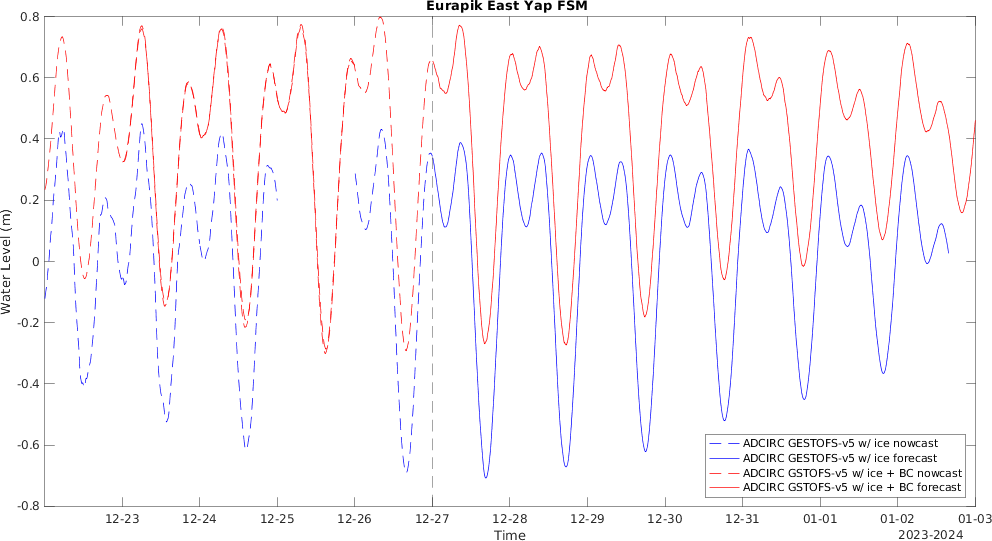 Eurapik East Yap FSM
0.8
0.6
0.4
0.2
0
-0.2
-0.4
-0.6
-0.8
Water Level (m)
ADCIRC GESTOFS-v5 w/ ice nowcast
ADCIRC GESTOFS-v5 w/ ice forecast
ADCIRC GSTOFS-v5 w/ ice + BC nowcast
ADCIRC GSTOFS-v5 w/ ice + BC forecast
12-23 12-24 12-25 12-26 12-27 12-28 12-29 12-30 12-31 01-01 01-02 01-03
Time
2023-2024